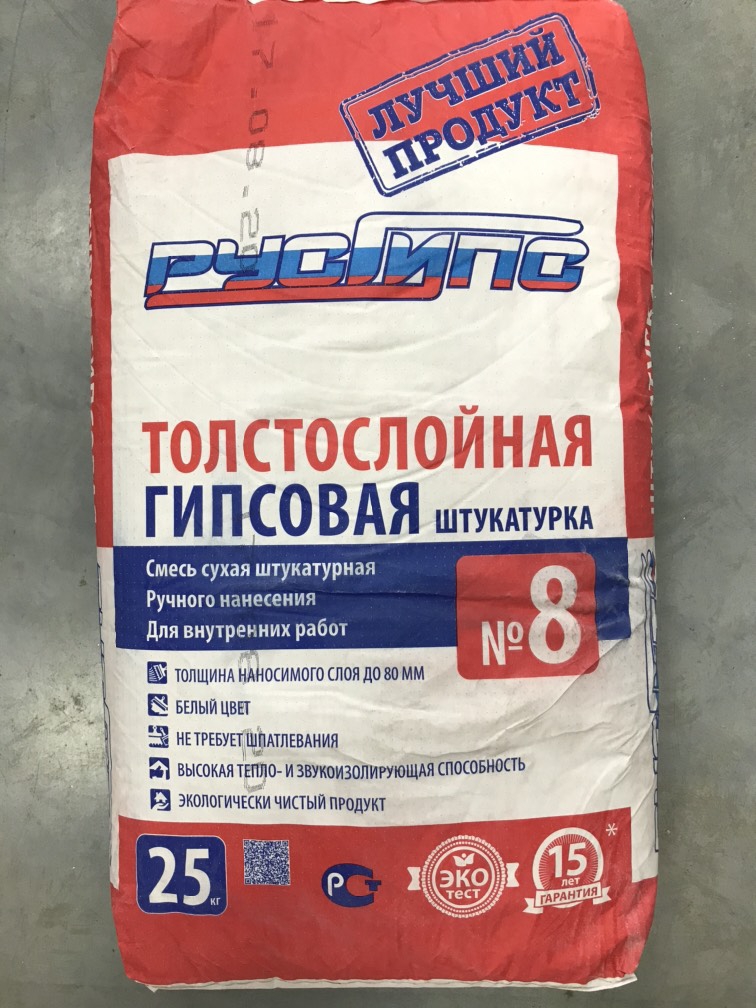 ЛУЧШИЙ
ПРОДУКТ
РУСГИПС
ТОЛСТОСЛОЙНАЯ
ГИПСОВАЯ ШТУКАТУРКА
Смесь сухая штукатурная
Ручного нанесения
Для внутренних работ
№8
ТОЛЩИНА НАНОСИМОГО СЛОЯ ДО 80 ММ
БЕЛЫЙ ЦВЕТ
НЕ ТРЕБУЕТ ШПАТЛЕВАНИЯ
ВЫСОКАЯ ТЕПЛО- И ЗВУКОИЗОЛИРУЮЩАЯ СПОСОБНОСТЬ
ЭКОЛОГИЧЕСКИ ЧИСТЫЙ ПРОДУКТ
25 кг
РСТ
ЭКО
тест
15 *
лет
ГАРАНТИЯ